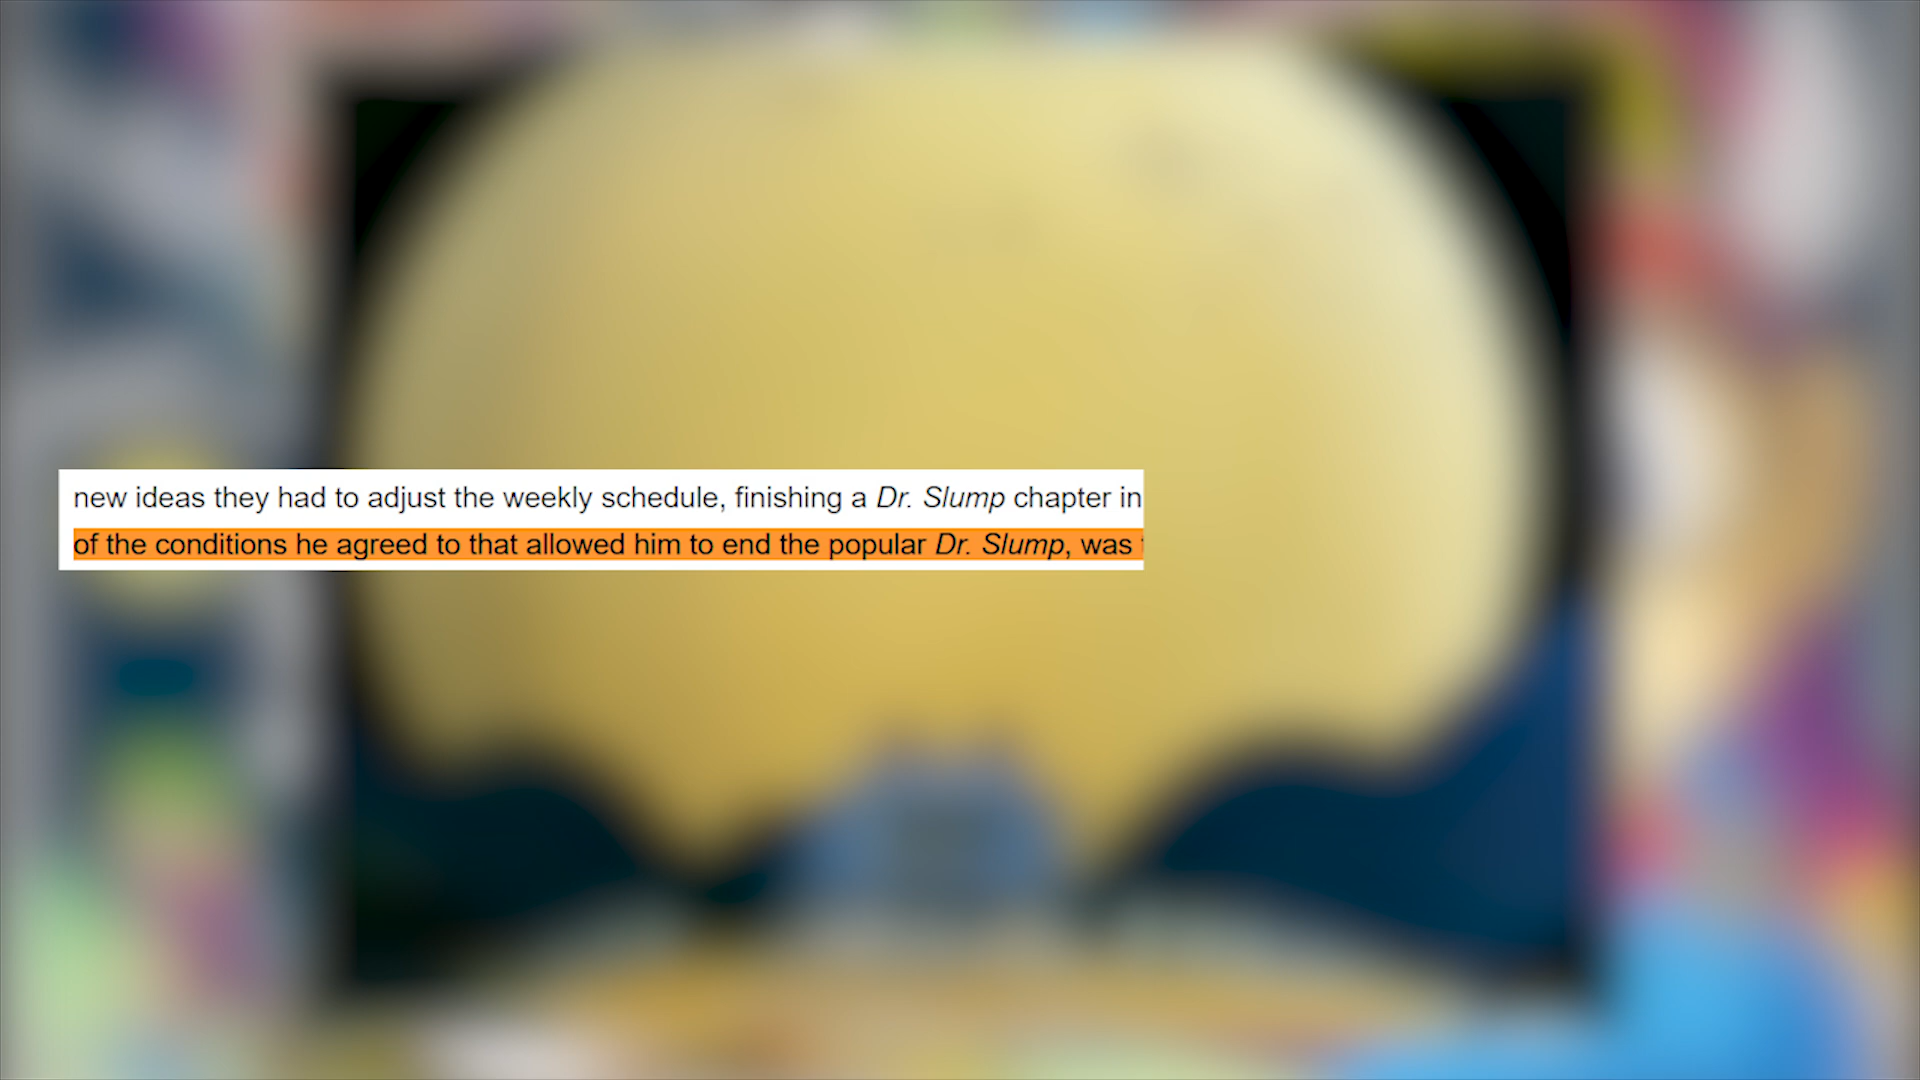 new ideas they had to adjust the weekly schedule, finishing a Dr. Slump chapter in
of the conditions he agreed to that allowed him to end the popular Dr. Slump, was